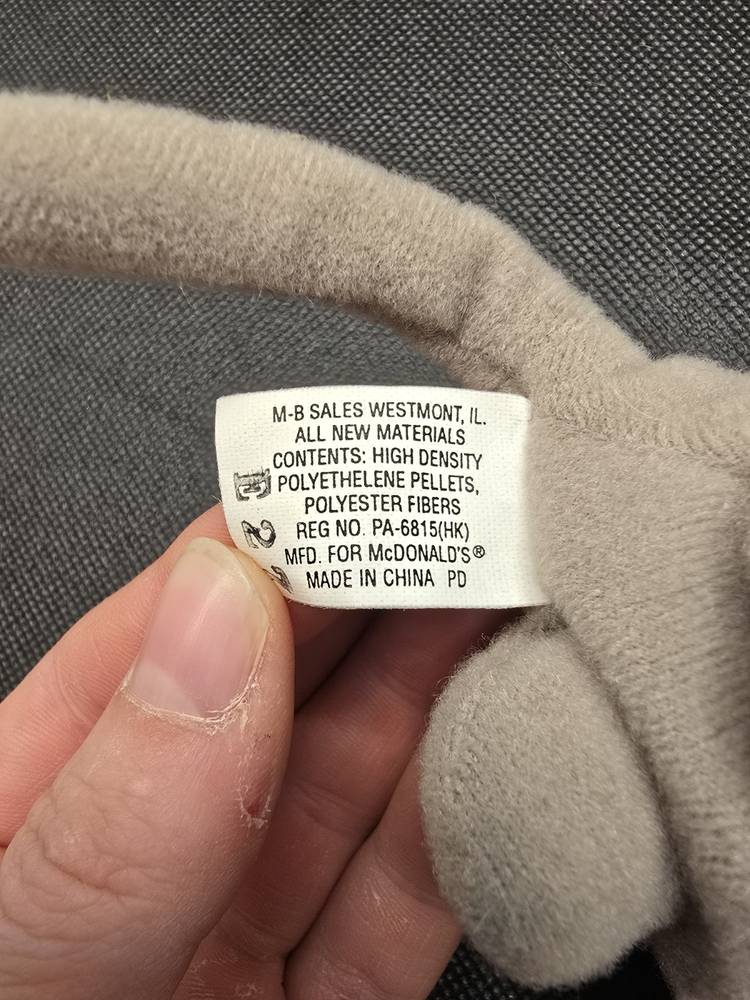 M-B SALES WESTMONT, IL.
ALL NEW MATERIALS
CONTENTS: HIGH DENSITY
POLYETHELENE PELLETS,
POLYESTER FIBERS
REG NO. PA-6815(HK)
MFD. FOR McDONALD'S®
MADE IN CHINA PD
E
2